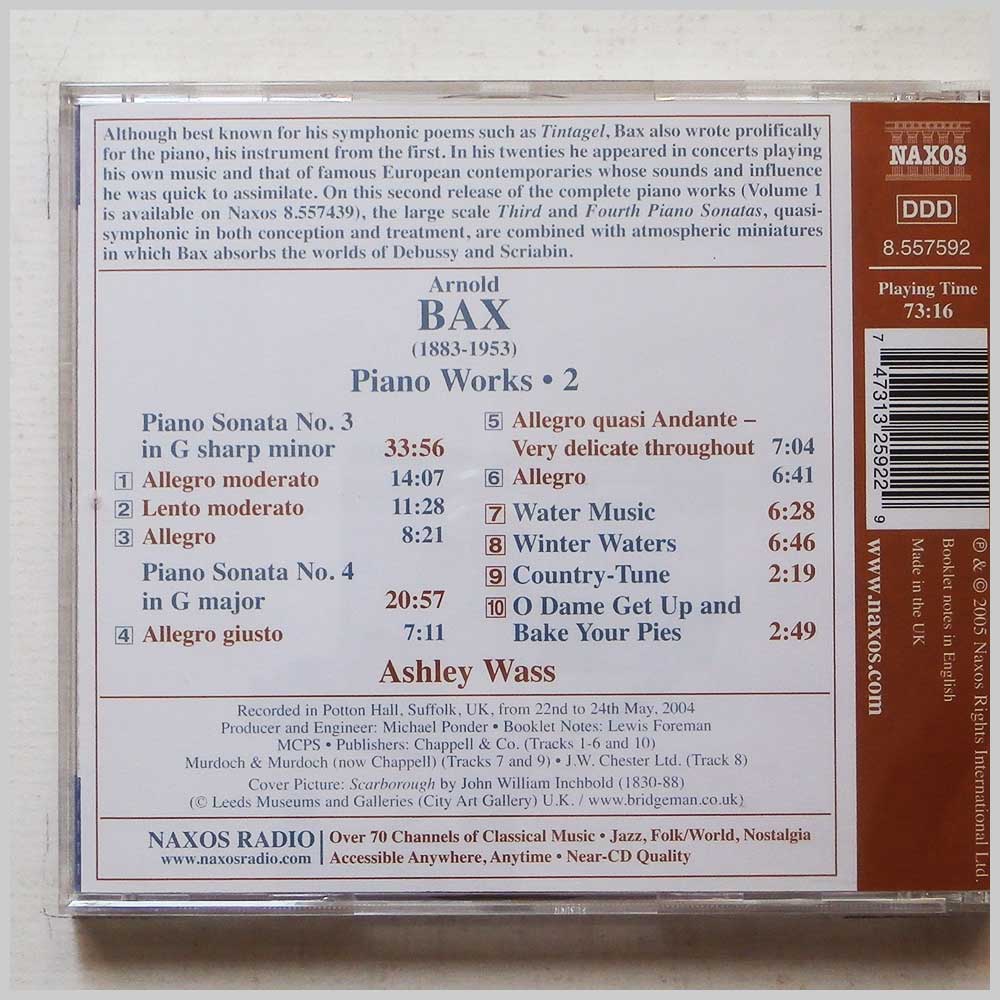 Although best known for his symphonic poems such as Tintagel, Bax also wrote prolifically
for the piano, his instrument from the first. In his twenties he appeared in concerts playing
his own music and that of famous European contemporaries whose sounds and influence
he was quick to assimilate. On this second release of the complete piano works (Volume 1
is available on Naxos 8.557439), the large scale Third and Fourth Piano Sonatas, quasi-
symphonic in both conception and treatment, are combined with atmospheric miniatures
in which Bax absorbs the worlds of Debussy and Scriabin.
Arnold
BAX
(1883-1953)
Piano Works • 2
Piano Sonata No. 3
in G sharp minor 33:56
1 Allegro moderato 14:07
2 Lento moderato 11:28
3 Allegro 8:21
Piano Sonata No. 4
in G major 20:57
4 Allegro giusto 7:11
5 Allegro quasi Andante –
Very delicate throughout 7:04
6 Allegro 6:41
7 Water Music 6:28
8 Winter Waters 6:46
9 Country-Tune 2:19
10 O Dame Get Up and
Bake Your Pies 2:49
Ashley Wass
Recorded in Potton Hall, Suffolk, UK, from 22nd to 24th May, 2004
Producer and Engineer: Michael Ponder • Booklet Notes: Lewis Foreman
MCPS • Publishers: Chappell & Co. (Tracks 1-6 and 10)
Murdoch & Murdoch (now Chappell) (Tracks 7 and 9) • J.W. Chester Ltd. (Track 8)
Cover Picture: Scarborough by John William Inchbold (1830-88)
(© Leeds Museums and Galleries (City Art Gallery) U.K. / www.bridgeman.co.uk)
NAXOS RADIO
www.naxosradio.com
Over 70 Channels of Classical Music • Jazz, Folk/World, Nostalgia
Accessible Anywhere, Anytime • Near-CD Quality
NAXOS
DDD
8.557592
Playing Time
73:16
7 47313 25922 9
www.naxos.com
Made in the UK
Booklet notes in English
℗ & © 2005 Naxos Rights International Ltd.